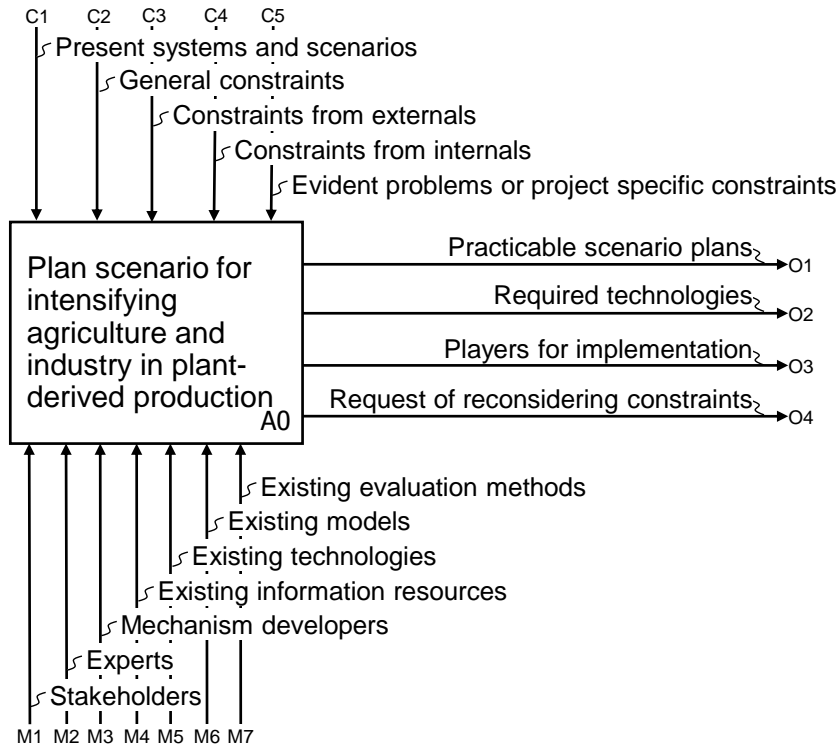 C1 C2 C3 C4 C5
Present systems and scenarios
General constraints
Constraints from externals
Constraints from internals
Evident problems or project specific constraints
Plan scenario for
intensifying
agriculture and
industry in plant-
derived production
A0
Practicable scenario plans
O1
Required technologies
O2
Players for implementation
O3
Request of reconsidering constraints
O4
Existing evaluation methods
Existing models
Existing technologies
Existing information resources
Mechanism developers
Experts
Stakeholders
M1 M2 M3 M4 M5 M6 M7